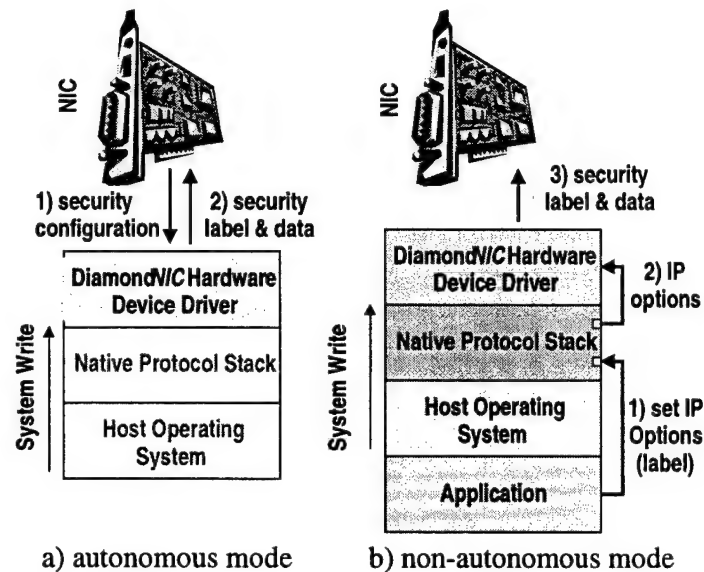 NIC
1) security
configuration
2) security
label & data
DiamondNIC Hardware
Device Driver
Native Protocol Stack
Host Operating
System
System Write
a) autonomous mode
NIC
3) security
label & data
DiamondNIC Hardware
Device Driver
2) IP
options
Native Protocol Stack
Host Operating
System
1) set IP
Options
(label)
Application
System Write
b) non-autonomous mode